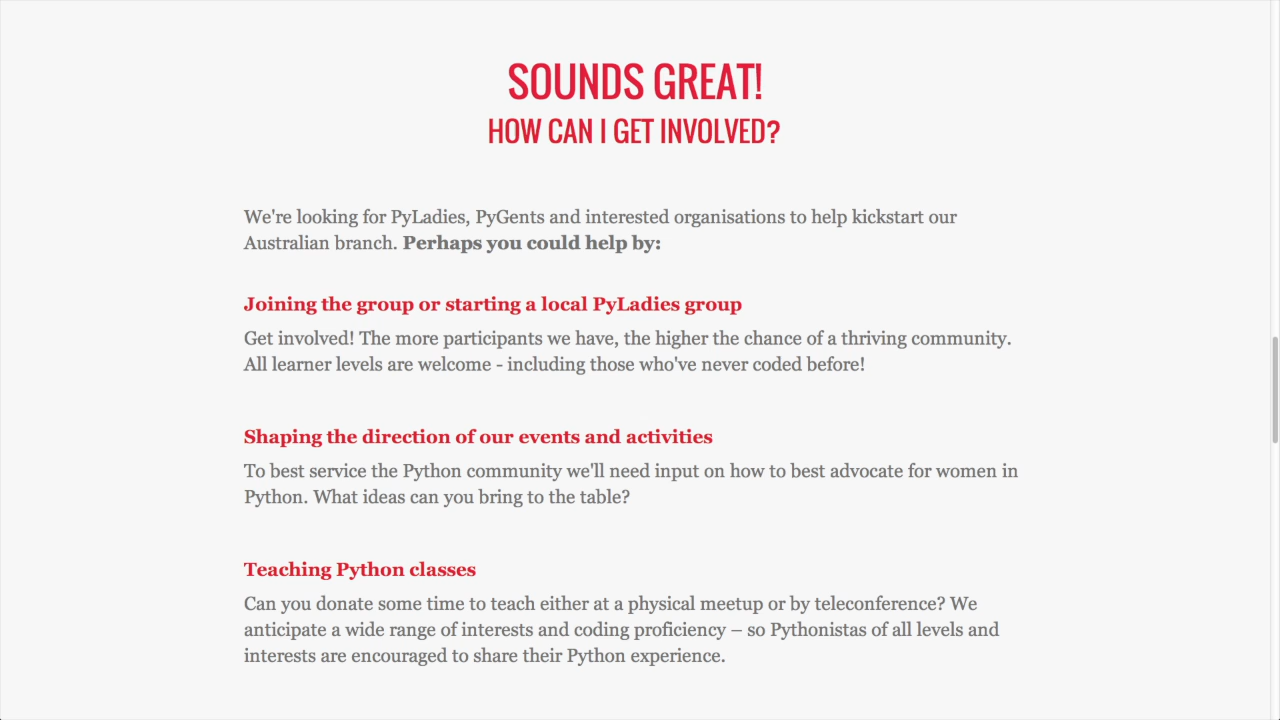 SOUNDS GREAT!
HOW CAN I GET INVOLVED?
We're looking for PyLadies, PyGents and interested organisations to help kickstart our
Australian branch. Perhaps you could help by:
Joining the group or starting a local PyLadies group
Get involved! The more participants we have, the higher the chance of a thriving community.
All learner levels are welcome - including those who've never coded before!
Shaping the direction of our events and activities
To best service the Python community we'll need input on how to best advocate for women in
Python. What ideas can you bring to the table?
Teaching Python classes
Can you donate some time to teach either at a physical meetup or by teleconference? We
anticipate a wide range of interests and coding proficiency – so Pythonistas of all levels and
interests are encouraged to share their Python experience.